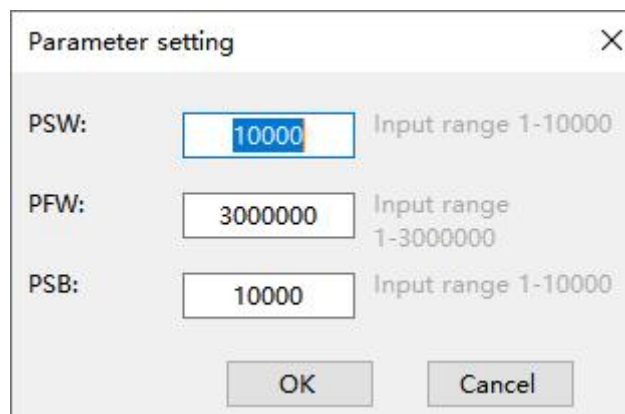 Parameter setting
PSW: 10000 Input range 1-10000
PFW: 3000000 Input range
1-3000000
PSB: 10000 Input range 1-10000
OK Cancel